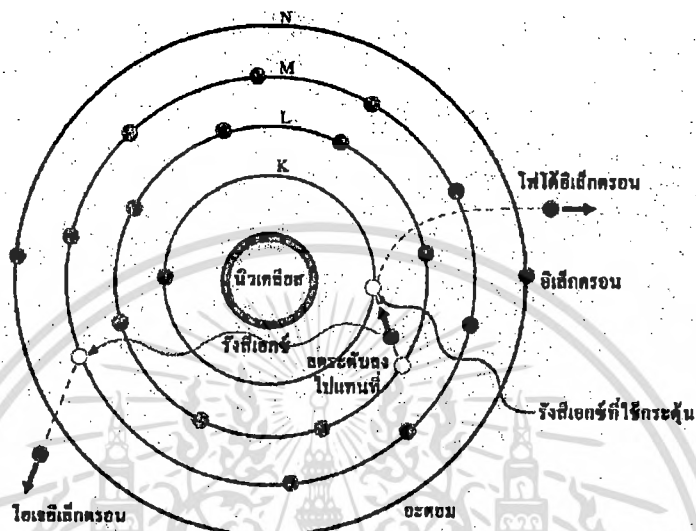 N
M
L
K
โฟโต้อิเล็กตรอน
นิวเคลียส
อิเล็กตรอน
รังสีเอกซ์
ลดระดับลง
ไปแทนที่
รังสีเอกซ์ที่ใช้กระตุ้น
โอเจอิเล็กตรอน
อะตอม